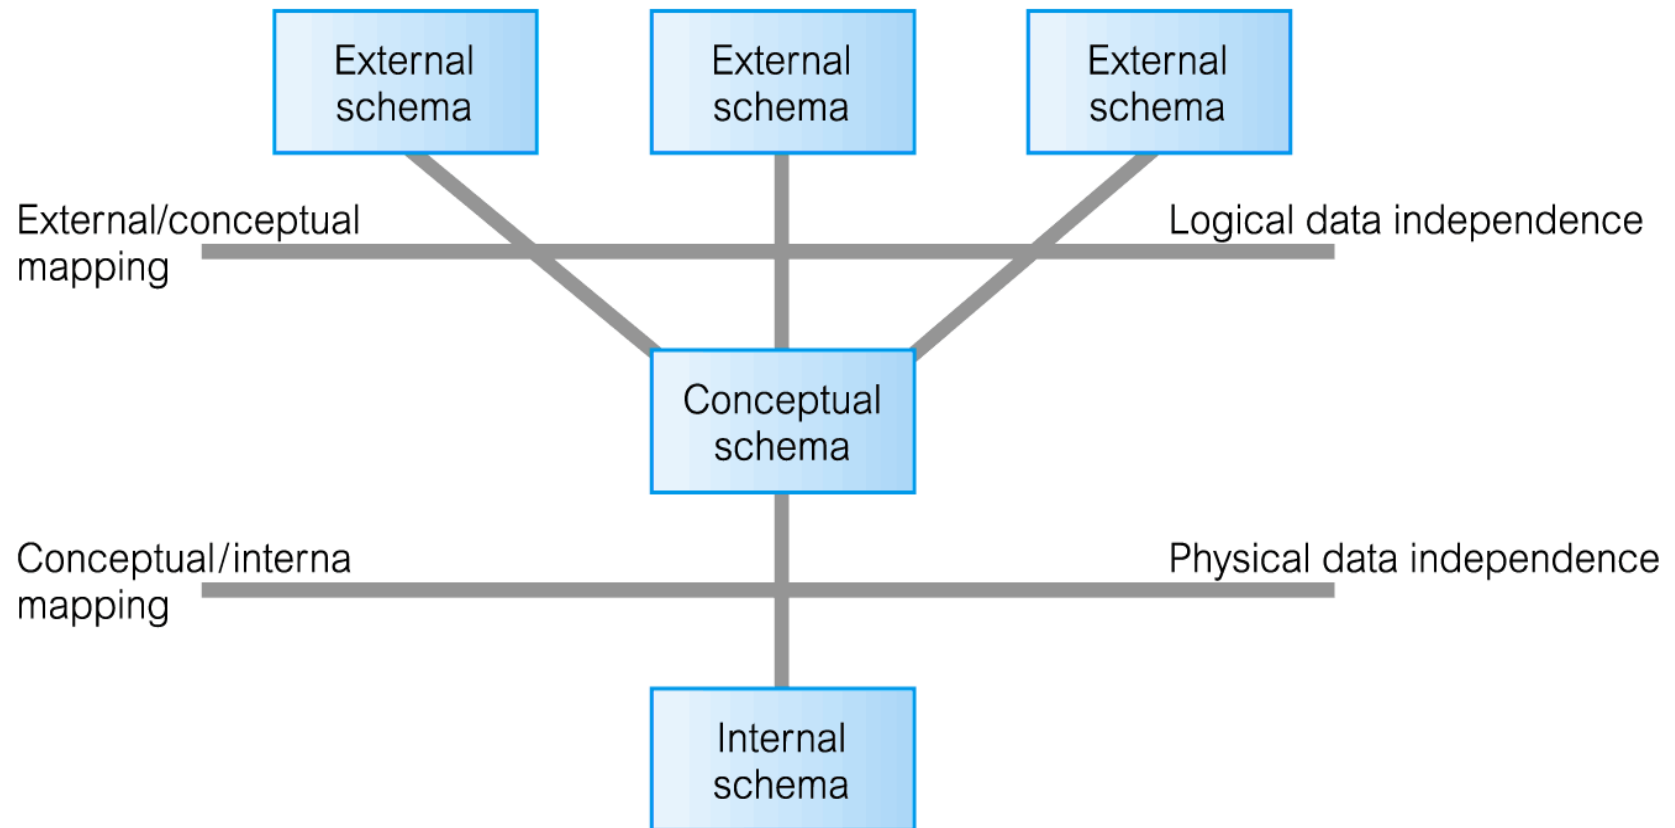 External
schema
External
schema
External
schema
External/conceptual
mapping
Logical data independence
Conceptual
schema
Conceptual/interna
mapping
Physical data independence
Internal
schema